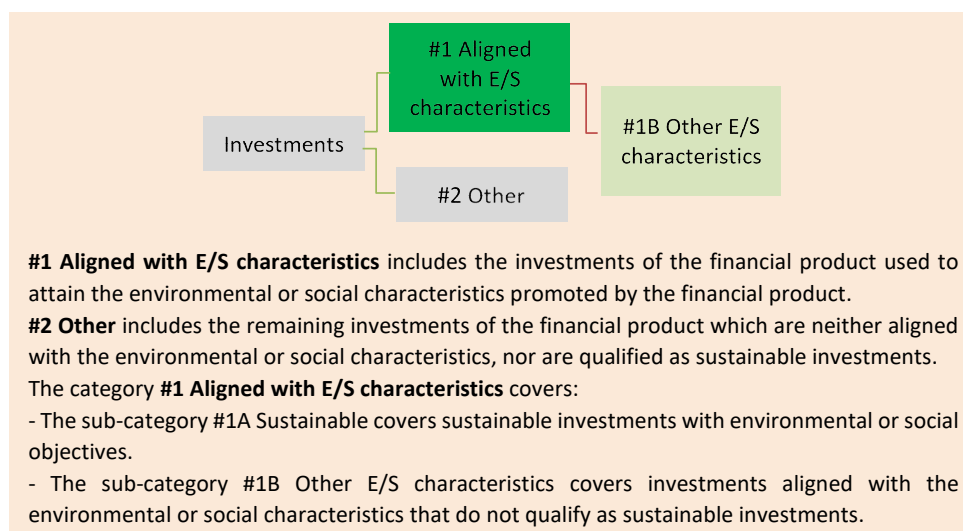 #1 Aligned
with E/S
characteristics
#1B Other E/S
characteristics
Investments
#2 Other
#1 Aligned with E/S characteristics includes the investments of the financial product used to
attain the environmental or social characteristics promoted by the financial product.
#2 Other includes the remaining investments of the financial product which are neither aligned
with the environmental or social characteristics, nor are qualified as sustainable investments.
The category #1 Aligned with E/S characteristics covers:
- The sub-category #1A Sustainable covers sustainable investments with environmental or social
objectives.
- The sub-category #1B Other E/S characteristics covers investments aligned with the
environmental or social characteristics that do not qualify as sustainable investments.